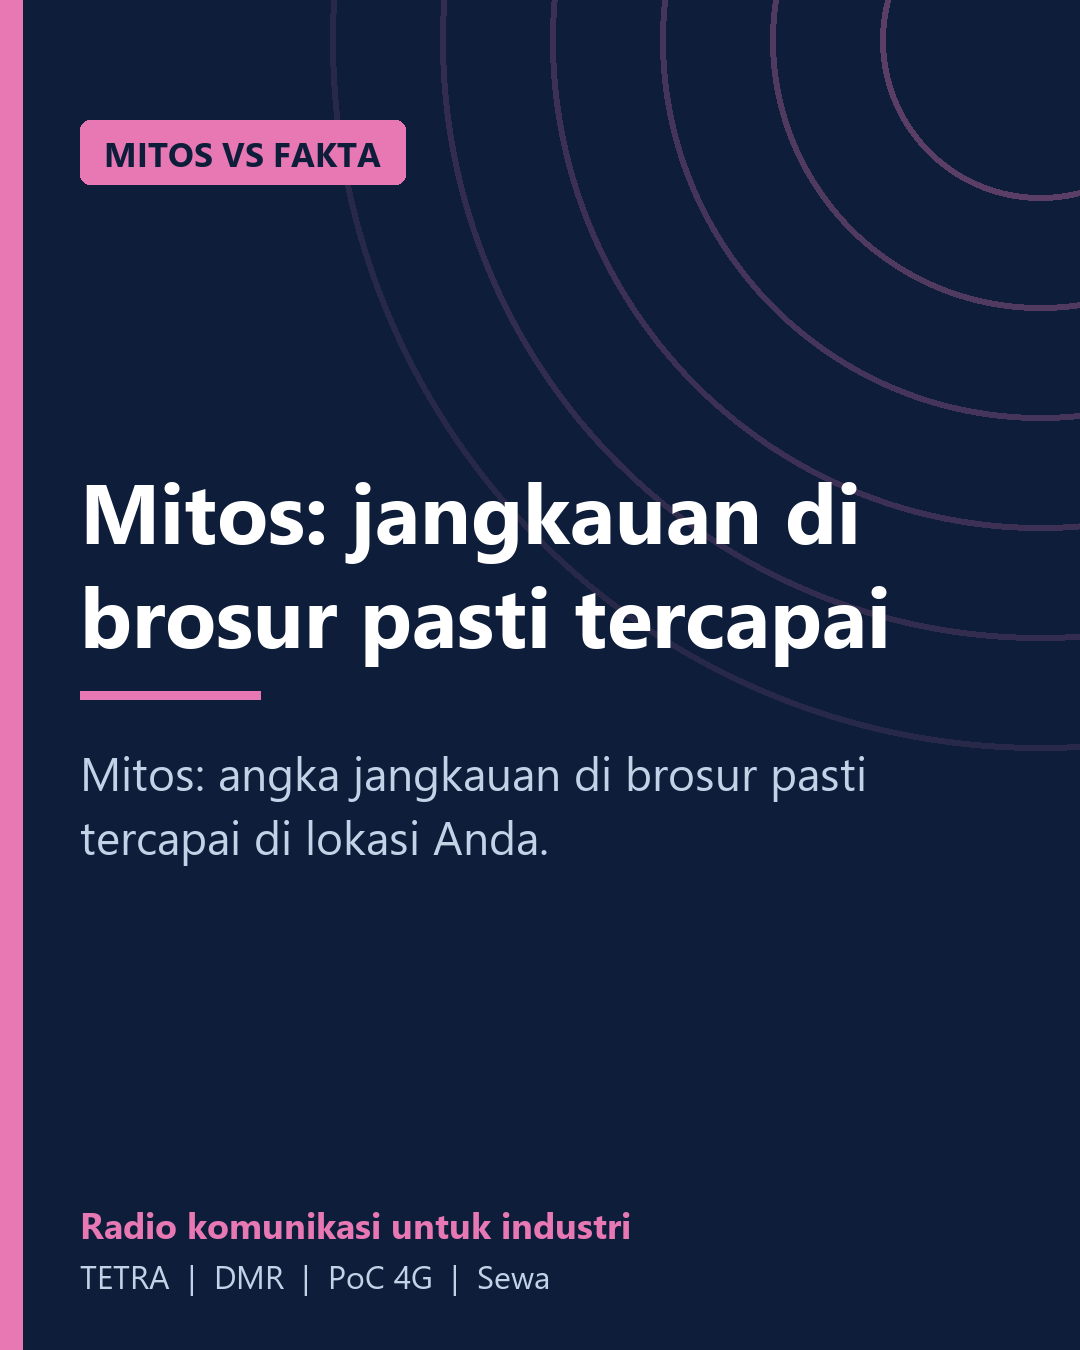 MITOS VS FAKTA
Mitos: jangkauan di
brosur pasti tercapai
Mitos: angka jangkauan di brosur pasti
tercapai di lokasi Anda.
Radio komunikasi untuk industri
TETRA | DMR | PoC 4G | Sewa